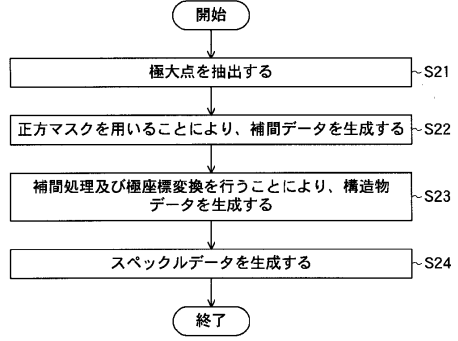 開始
極大点を抽出する
S21
正方マスクを用いることにより、補間データを生成する
S22
補間処理及び極座標変換を行うことにより、構造物
データを生成する
S23
スペックルデータを生成する
S24
終了